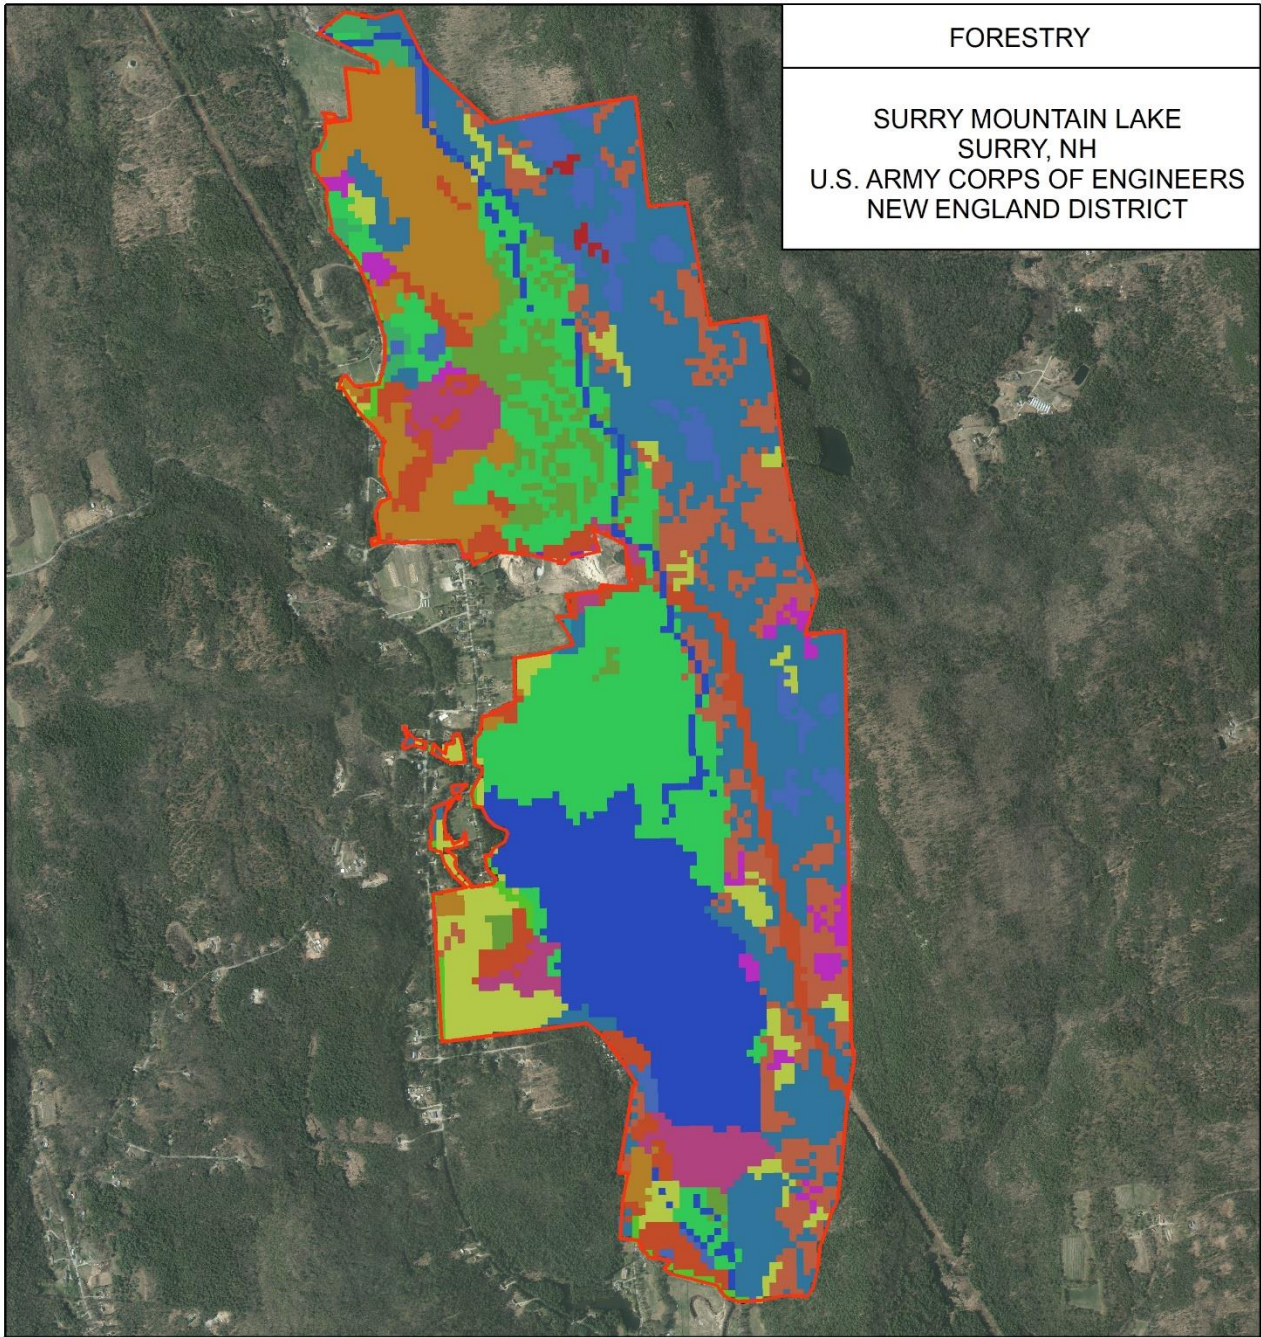 FORESTRY
SURRY MOUNTAIN LAKE
SURRY, NH
U.S. ARMY CORPS OF ENGINEERS
NEW ENGLAND DISTRICT